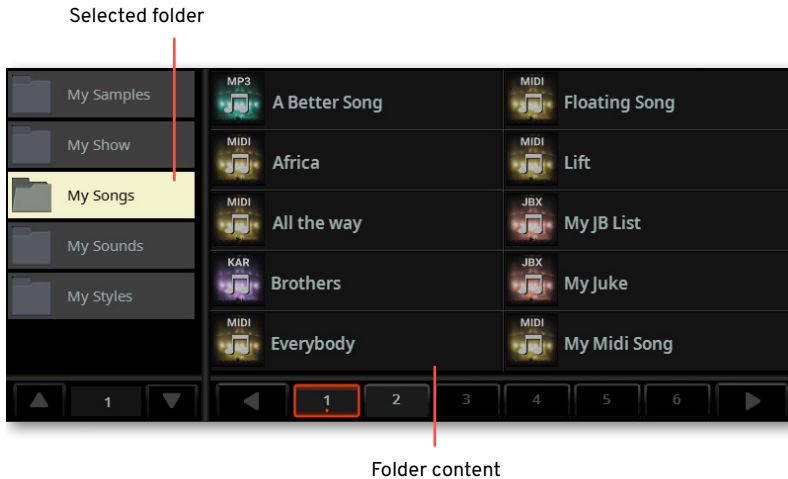 Selected folder
My Samples
My Show
My Songs
My Sounds
My Styles
MP3
A Better Song
MIDI
Floating Song
MIDI
Africa
MIDI
Lift
MIDI
All the way
JBX
My JB List
KAR
Brothers
JBX
My Juke
MIDI
Everybody
MIDI
My Midi Song
1
1
2
3
4
5
6
Folder content